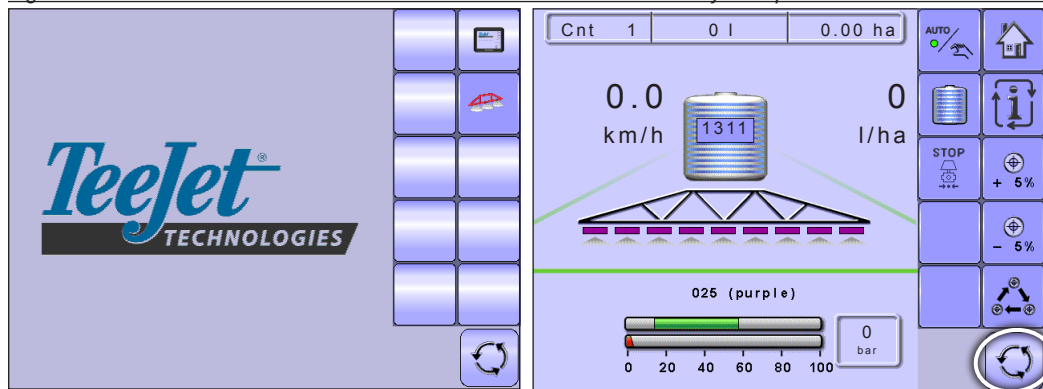 TeeJet®
TECHNOLOGIES
Cnt 1 0 l 0.00 ha
0.0
km/h
1311
0
l/ha
025 (purple)
0 20 40 60 80 100
0
bar
AUTO
STOP
+ 5%
- 5%
i